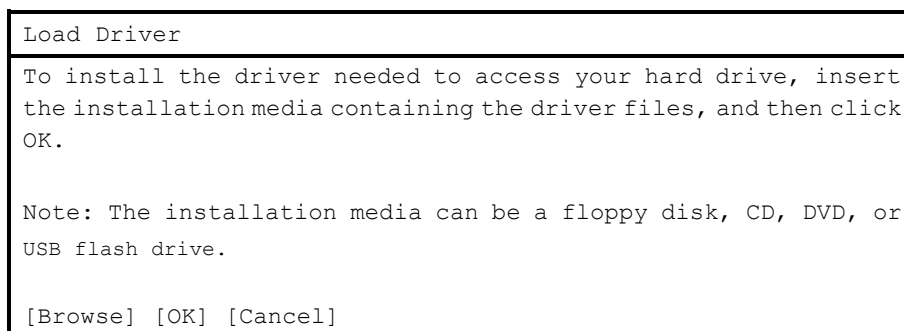 Load Driver
To install the driver needed to access your hard drive, insert
the installation media containing the driver files, and then click
OK.
Note: The installation media can be a floppy disk, CD, DVD, or
USB flash drive.
[Browse] [OK] [Cancel]